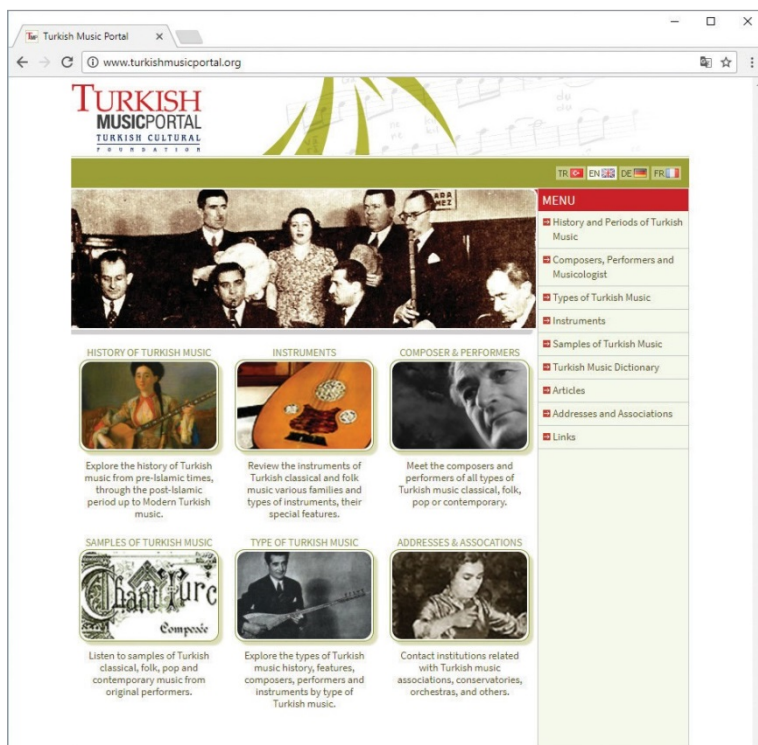 Turkish Music Portal
www.turkishmusicportal.org
TURKISH
MUSICPORTAL
TURKISH CULTURAL
FOUNDATION
TR EN DE FR
MENU
History and Periods of Turkish
Music
Composers, Performers and
Musicologist
Types of Turkish Music
Instruments
Samples of Turkish Music
Turkish Music Dictionary
Articles
Addresses and Associations
Links
HISTORY OF TURKISH MUSIC
Explore the history of Turkish
music from pre-Islamic times,
through the post-Islamic
period up to Modern Turkish
music.
INSTRUMENTS
Review the instruments of
Turkish classical and folk
music various families and
types of instruments, their
special features.
COMPOSER & PERFORMERS
Meet the composers and
performers of all types of
Turkish music classical, folk,
pop or contemporary.
SAMPLES OF TURKISH MUSIC
Chant Turc
Composée
Listen to samples of Turkish
classical, folk, pop and
contemporary music from
original performers.
TYPE OF TURKISH MUSIC
Explore the types of Turkish
music history, features,
composers, performers and
instruments by type of
Turkish music.
ADDRESSES & ASSOCATIONS
Contact institutions related
with Turkish music
associations, conservatories,
orchestras, and others.